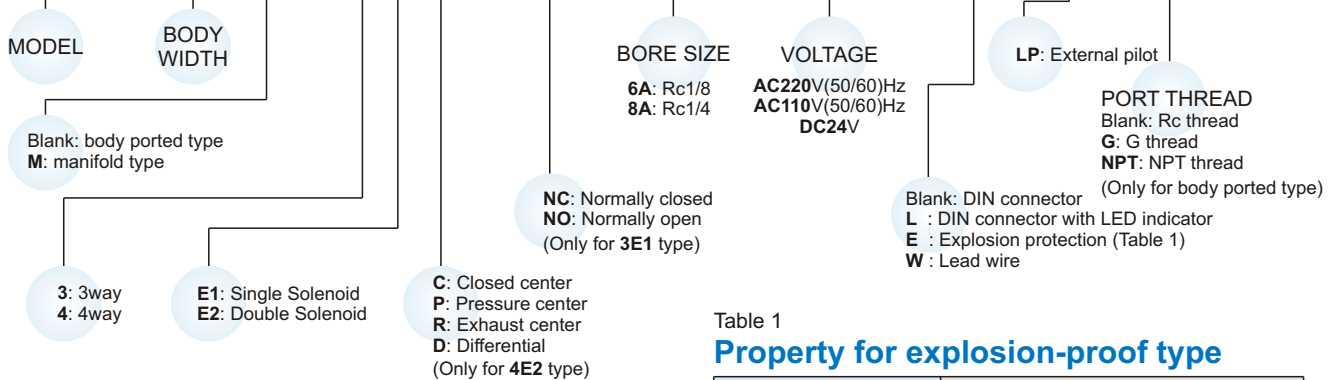 MODEL
BODY
WIDTH
Blank: body ported type
M: manifold type
3: 3way
4: 4way
E1: Single Solenoid
E2: Double Solenoid
C: Closed center
P: Pressure center
R: Exhaust center
D: Differential
(Only for 4E2 type)
NC: Normally closed
NO: Normally open
(Only for 3E1 type)
BORE SIZE
6A: Rc1/8
8A: Rc1/4
VOLTAGE
AC220V(50/60)Hz
AC110V(50/60)Hz
DC24V
Blank: DIN connector
L : DIN connector with LED indicator
E : Explosion protection (Table 1)
W : Lead wire
LP: External pilot
PORT THREAD
Blank: Rc thread
G: G thread
NPT: NPT thread
(Only for body ported type)
Table 1
Property for explosion-proof type